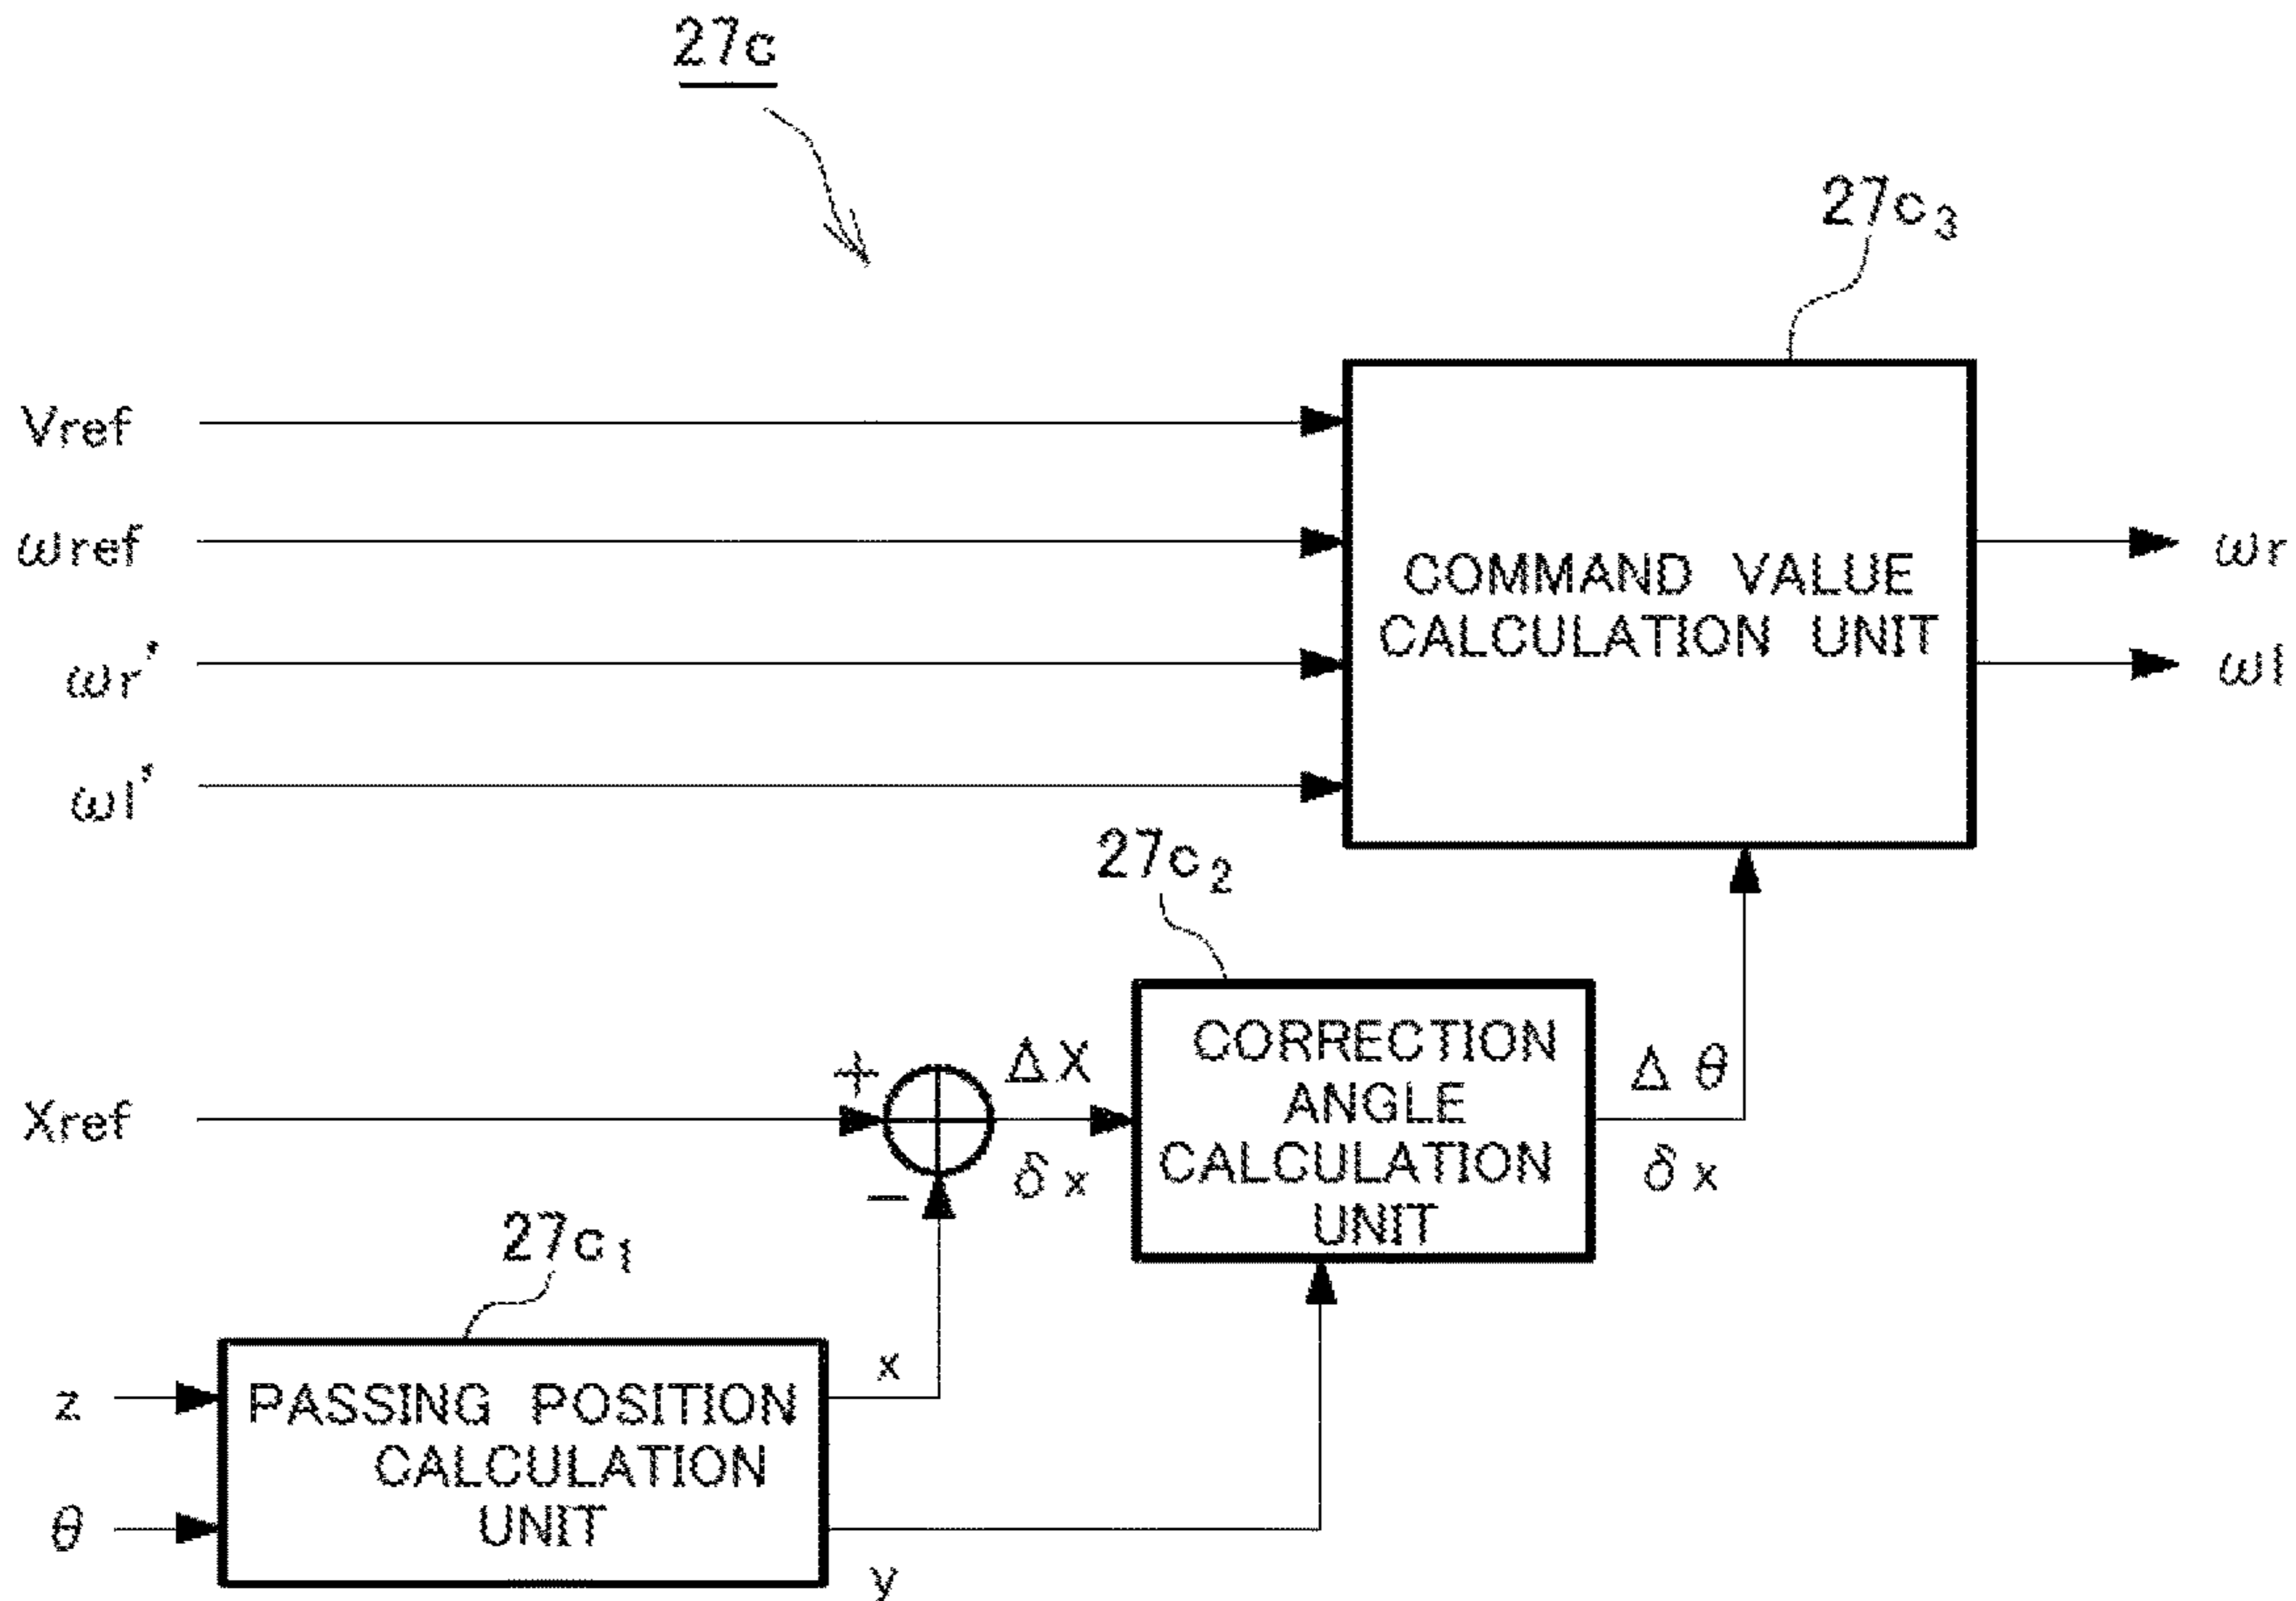 27c
27c3
Vref
ωref
ωr'
ωl'
COMMAND VALUE
CALCULATION UNIT
ωr
ωl
27c2
Xref
+
−
ΔX
δx
CORRECTION
ANGLE
CALCULATION
UNIT
Δθ
δx
27c1
z
θ
PASSING POSITION
CALCULATION
UNIT
x
y